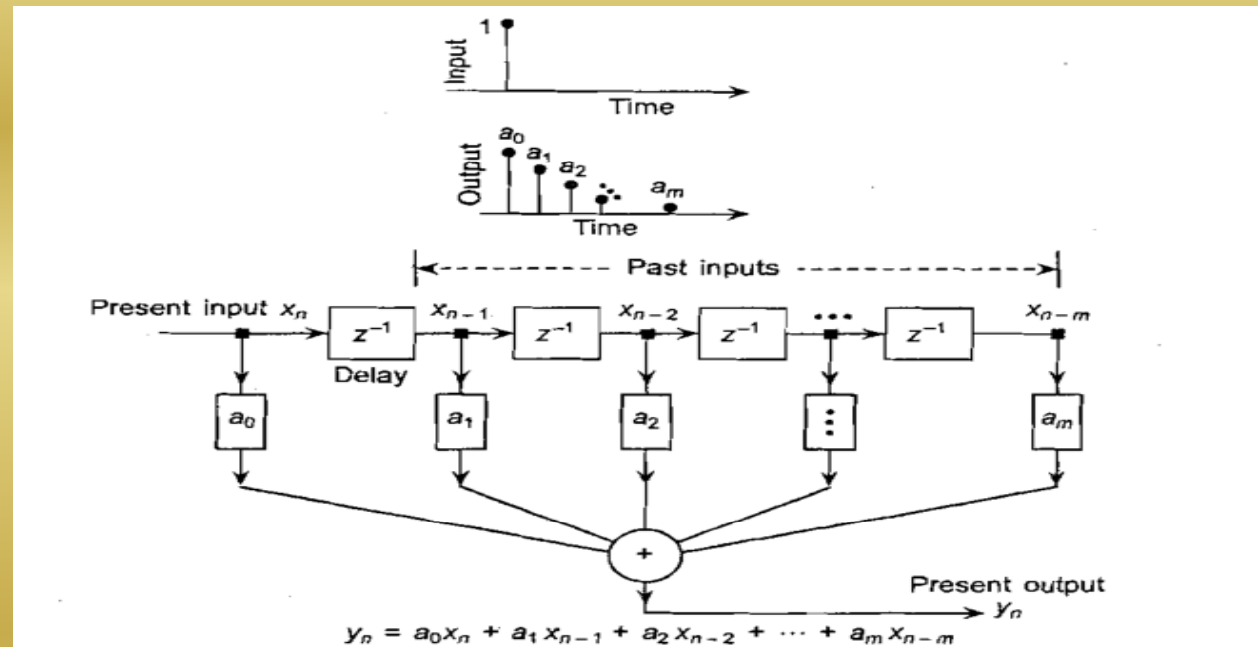 1
Input
Time
a₀
a₁
a₂
aₘ
Output
Time
Past inputs
Present input xₙ
xₙ₋₁
xₙ₋₂
•••
xₙ₋ₘ
z⁻¹
z⁻¹
z⁻¹
z⁻¹
Delay
a₀
a₁
a₂
⋮
aₘ
+
Present output
yₙ
yₙ = a₀xₙ + a₁xₙ₋₁ + a₂xₙ₋₂ + ··· + aₘxₙ₋ₘ